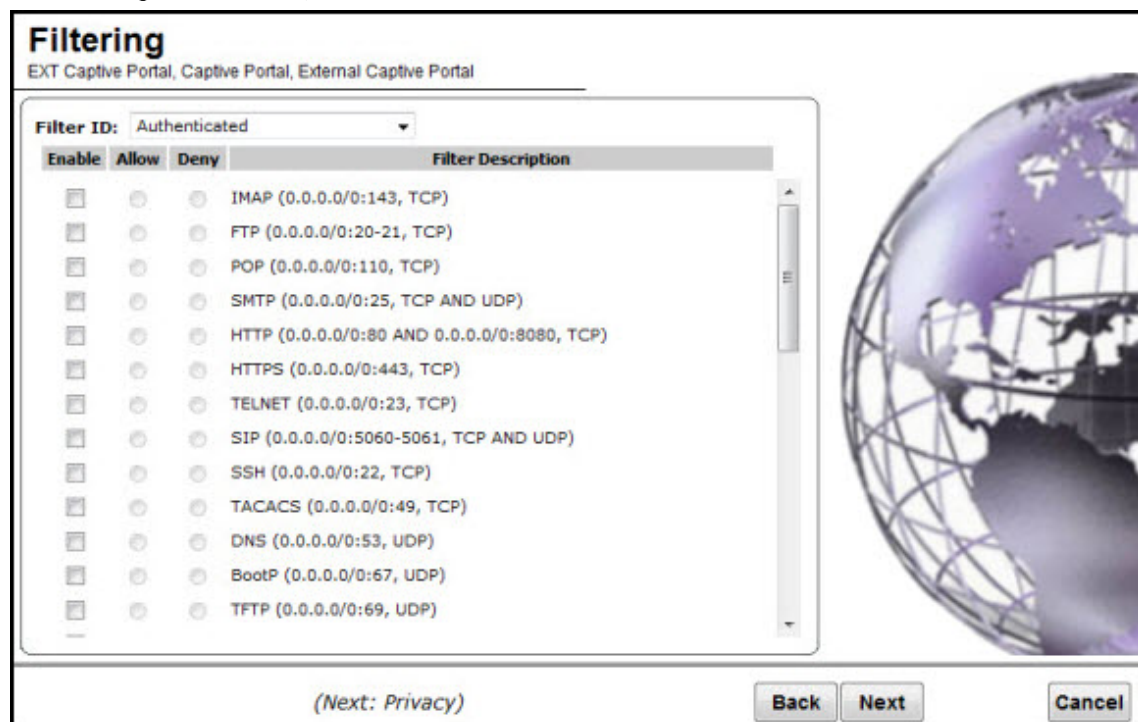 Filtering
EXT Captive Portal, Captive Portal, External Captive Portal
Filter ID: Authenticated
Enable Allow Deny Filter Description
IMAP (0.0.0.0/0:143, TCP)
FTP (0.0.0.0/0:20-21, TCP)
POP (0.0.0.0/0:110, TCP)
SMTP (0.0.0.0/0:25, TCP AND UDP)
HTTP (0.0.0.0/0:80 AND 0.0.0.0/0:8080, TCP)
HTTPS (0.0.0.0/0:443, TCP)
TELNET (0.0.0.0/0:23, TCP)
SIP (0.0.0.0/0:5060-5061, TCP AND UDP)
SSH (0.0.0.0/0:22, TCP)
TACACS (0.0.0.0/0:49, TCP)
DNS (0.0.0.0/0:53, UDP)
BootP (0.0.0.0/0:67, UDP)
TFTP (0.0.0.0/0:69, UDP)
(Next: Privacy) Back Next Cancel